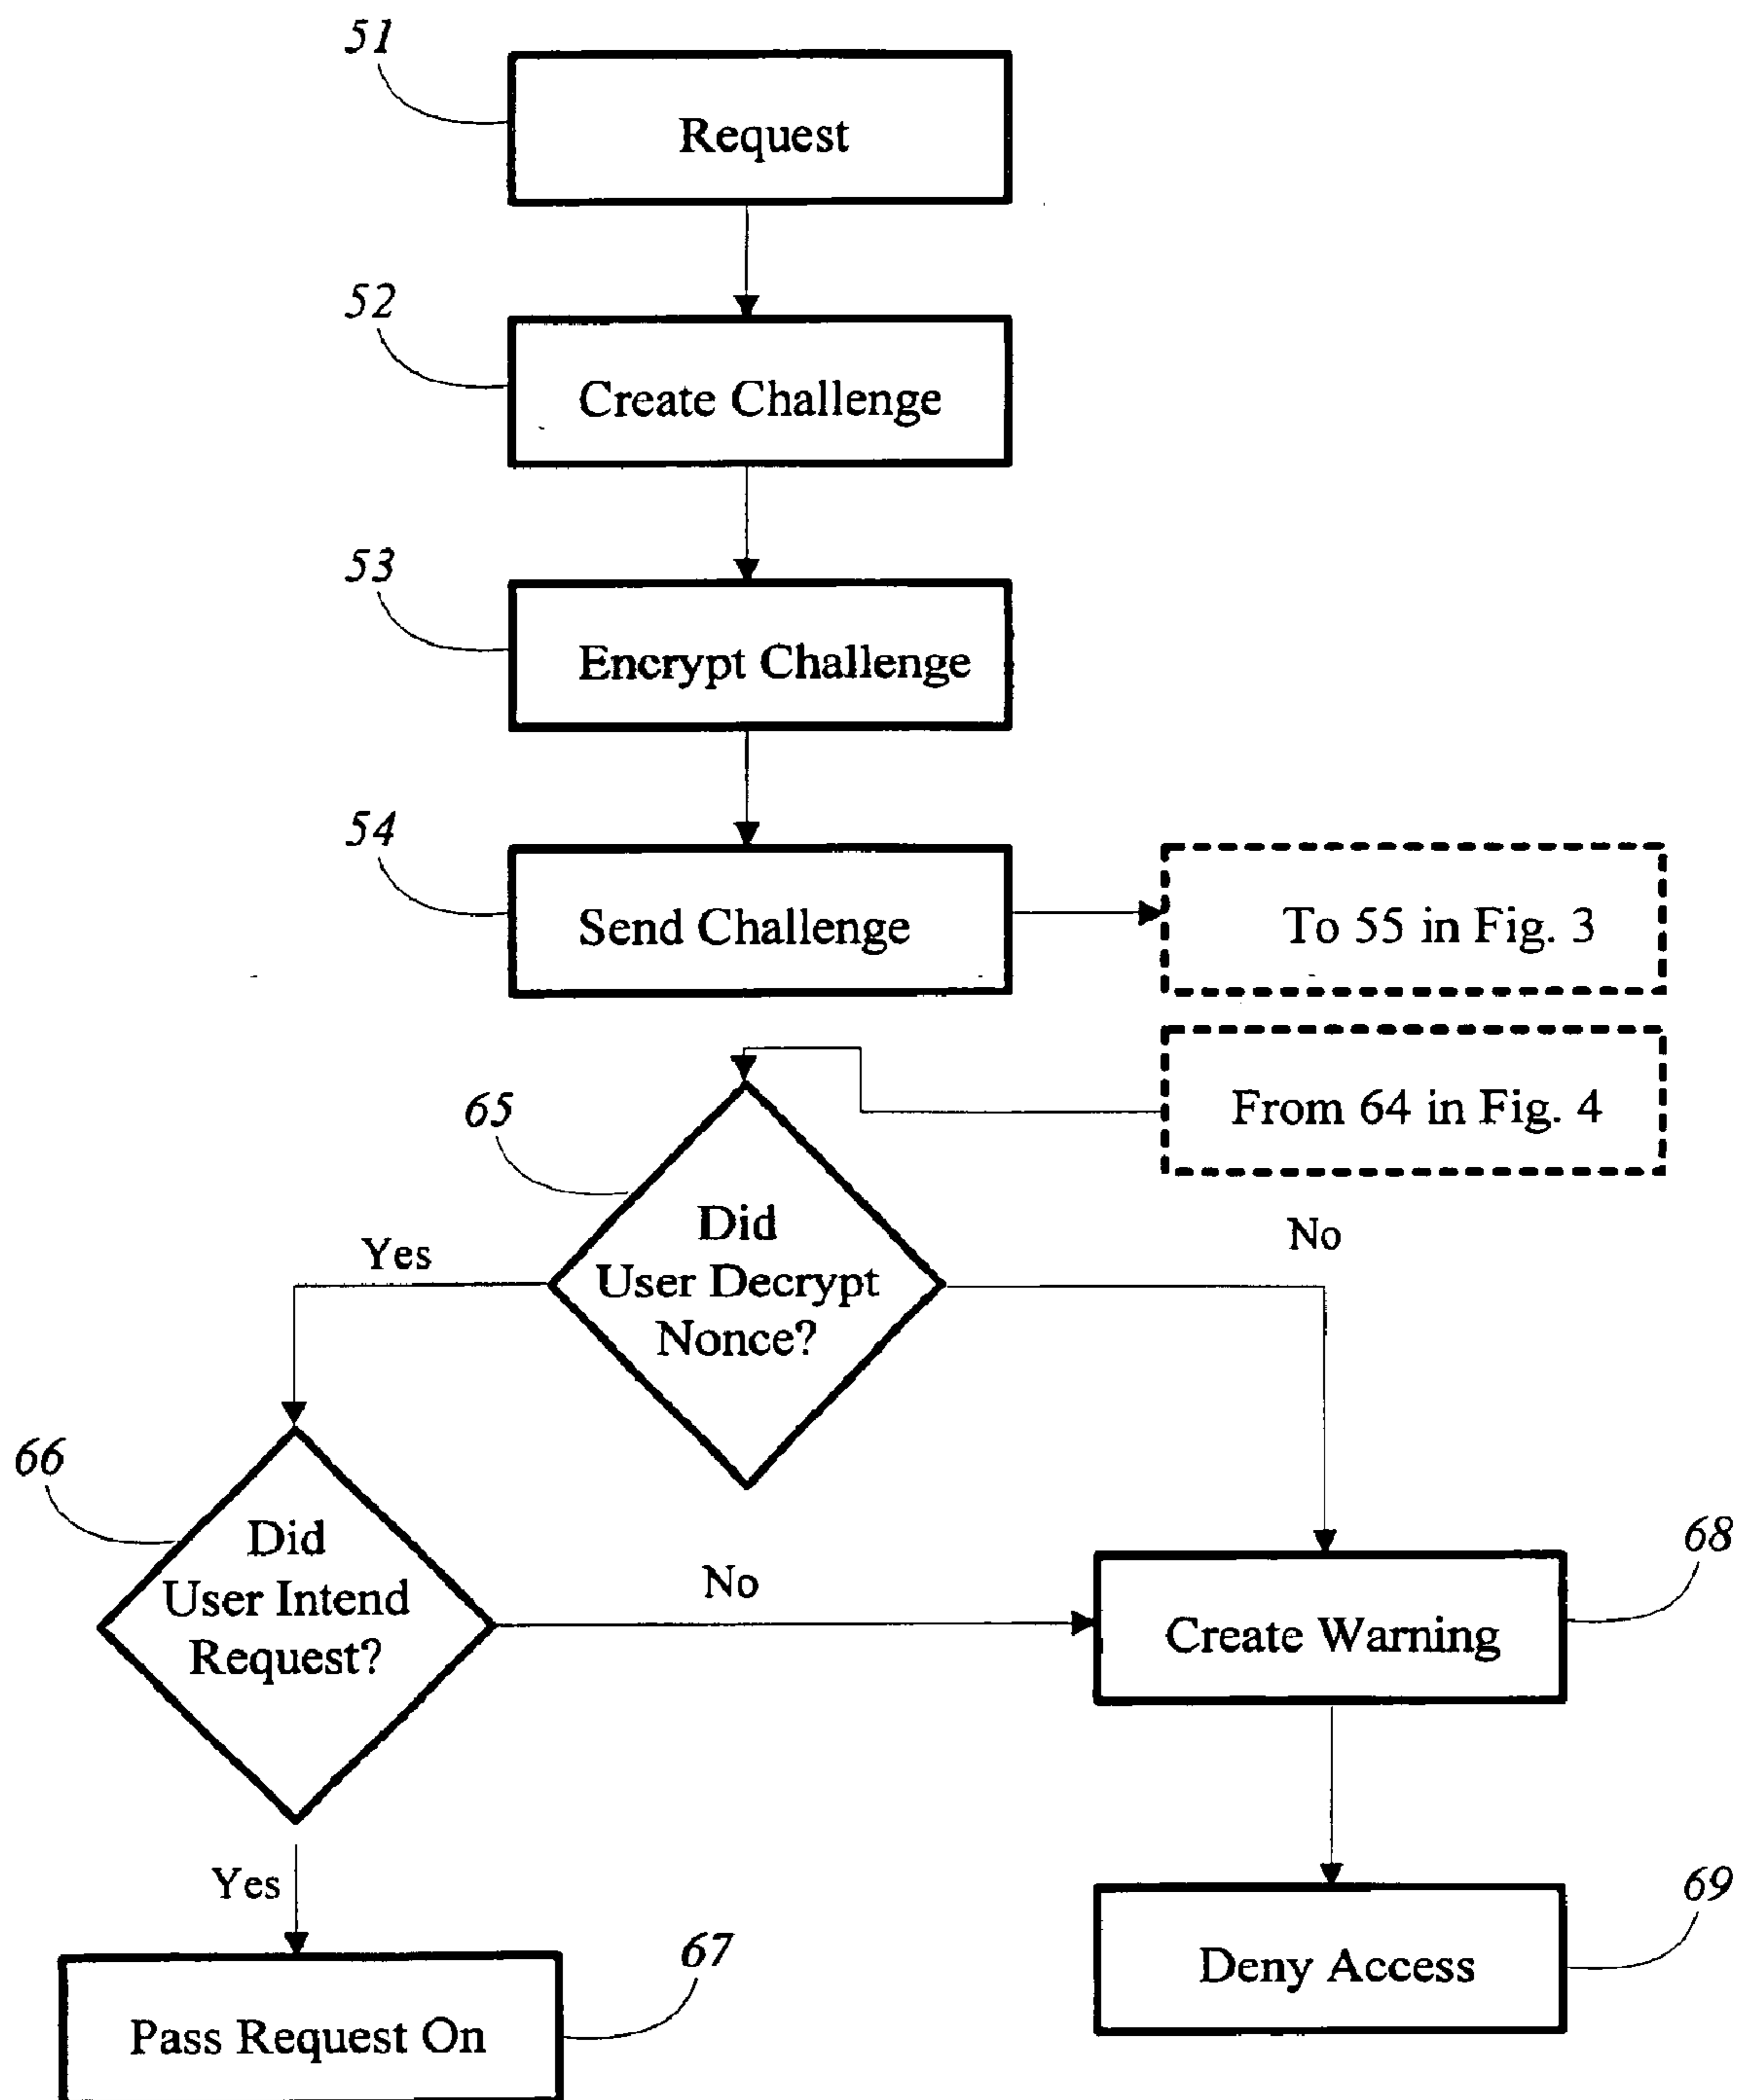 51
Request
52
Create Challenge
53
Encrypt Challenge
54
Send Challenge
To 55 in Fig. 3
From 64 in Fig. 4
65
Did
User Decrypt
Nonce?
Yes
No
66
Did
User Intend
Request?
No
68
Create Warning
Yes
67
Pass Request On
69
Deny Access